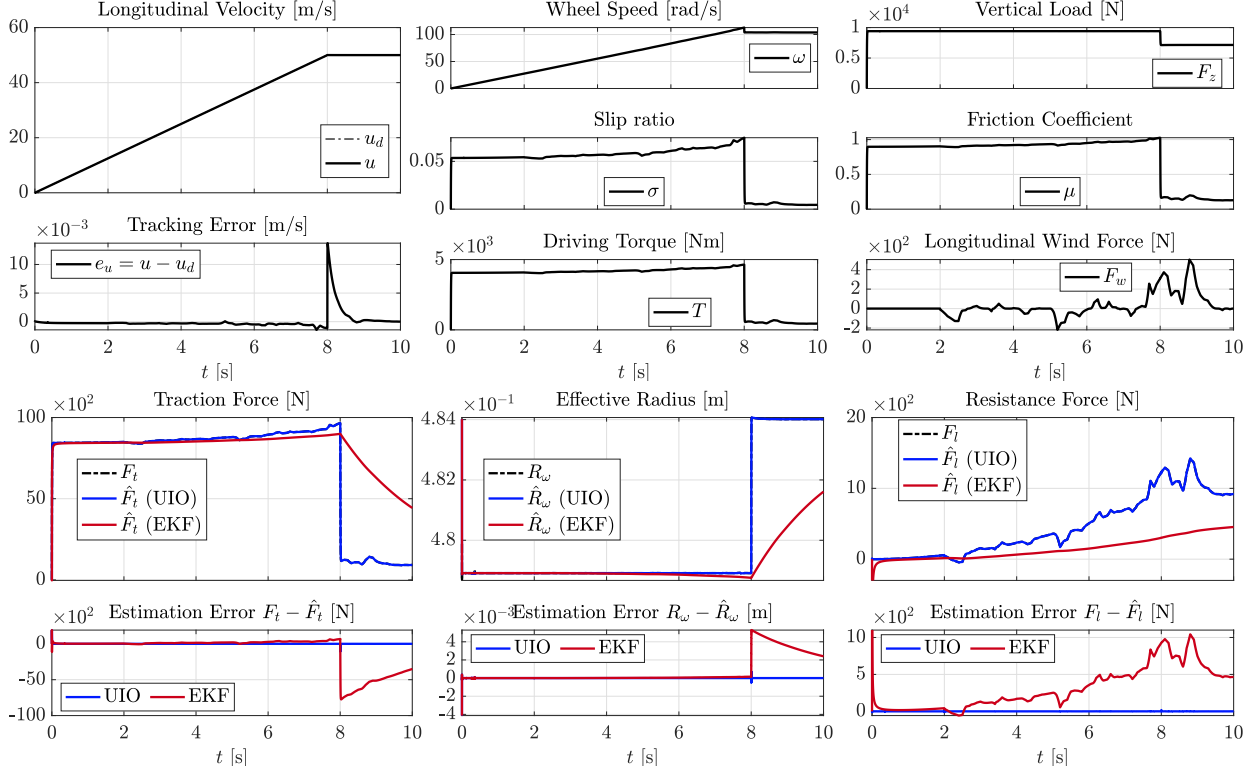 Longitudinal Velocity [m/s]
60
40
20
0
u_d
u
Wheel Speed [rad/s]
100
50
0
ω
Vertical Load [N]
×10^4
1
0.5
0
F_z
Slip ratio
0.05
0
σ
Friction Coefficient
1
0.5
0
μ
Tracking Error [m/s]
×10^-3
10
5
0
e_u = u − u_d
0 2 4 6 8 10
t [s]
Driving Torque [Nm]
×10^3
5
0
T
0 2 4 6 8 10
t [s]
Longitudinal Wind Force [N]
×10^2
4
2
0
-2
F_w
0 2 4 6 8 10
t [s]
Traction Force [N]
×10^2
100
50
0
F_t
F̂_t (UIO)
F̂_t (EKF)
Effective Radius [m]
×10^-1
4.84
4.82
4.8
R_ω
R̂_ω (UIO)
R̂_ω (EKF)
Resistance Force [N]
×10^2
20
10
0
F_l
F̂_l (UIO)
F̂_l (EKF)
Estimation Error F_t − F̂_t [N]
×10^2
0
-50
-100
UIO EKF
0 2 4 6 8 10
t [s]
Estimation Error R_ω − R̂_ω [m]
×10^-3
4
2
0
-2
-4
UIO EKF
0 2 4 6 8 10
t [s]
Estimation Error F_l − F̂_l [N]
×10^2
10
5
0
UIO EKF
0 2 4 6 8 10
t [s]